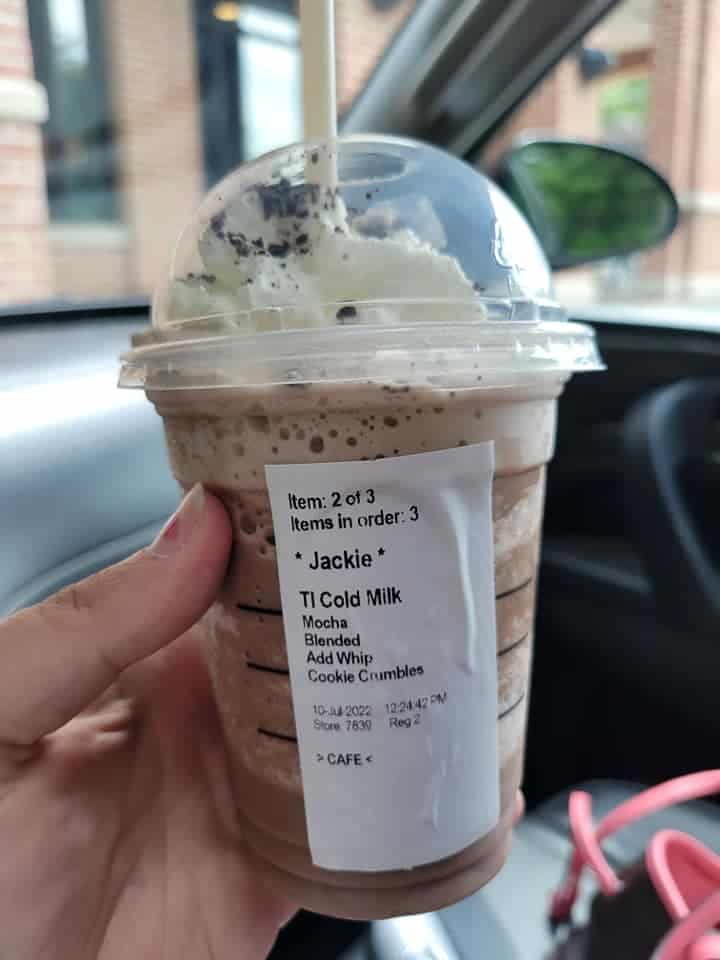 Item: 2 of 3
Items in order: 3
* Jackie *
Tl Cold Milk
Mocha
Blended
Add Whip
Cookie Crumbles
10-Jul-2022 12:24:42 PM
Store 7839 Reg 2
> CAFE <